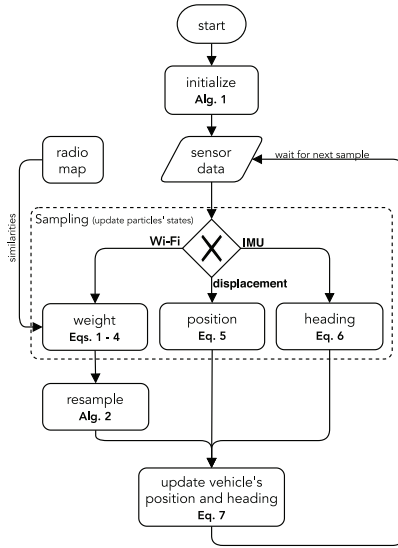 start
initialize
Alg. 1
radio
map
sensor
data
wait for next sample
similarities
Sampling (update particles' states)
Wi-Fi
IMU
displacement
weight
Eqs. 1 - 4
position
Eq. 5
heading
Eq. 6
resample
Alg. 2
update vehicle's
position and heading
Eq. 7